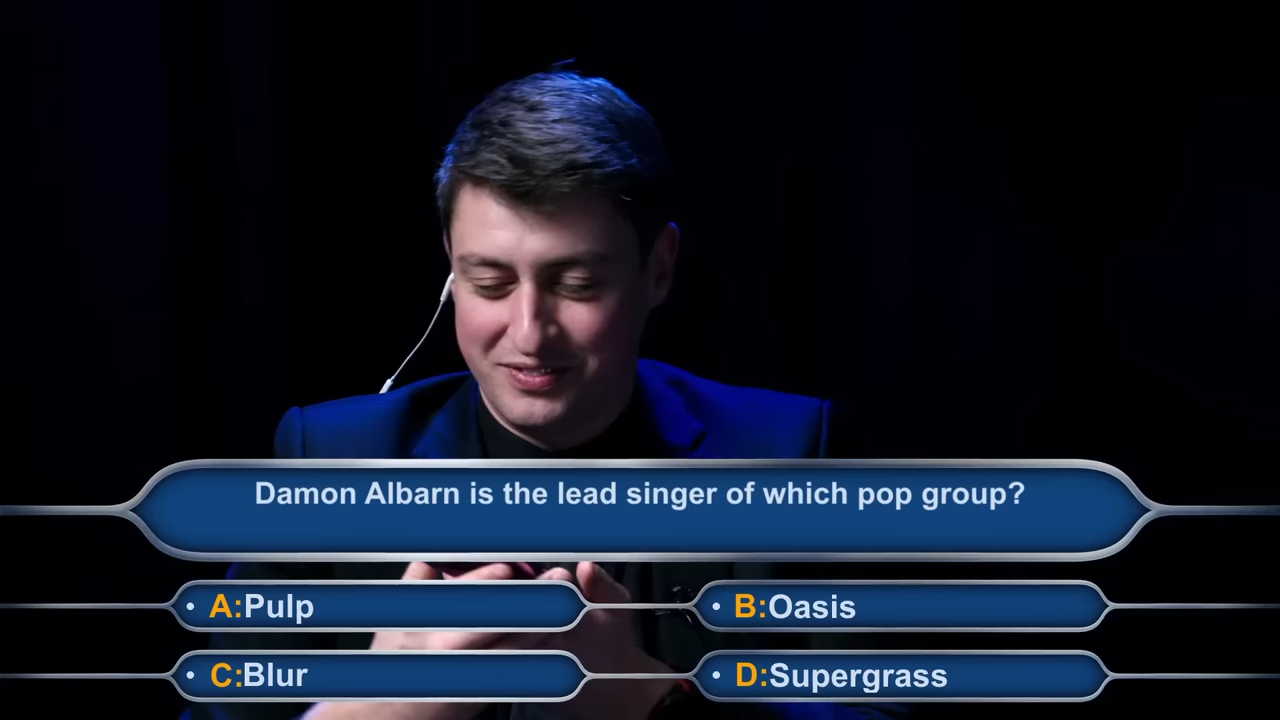 Damon Albarn is the lead singer of which pop group?
• A:Pulp
• B:Oasis
• C:Blur
• D:Supergrass